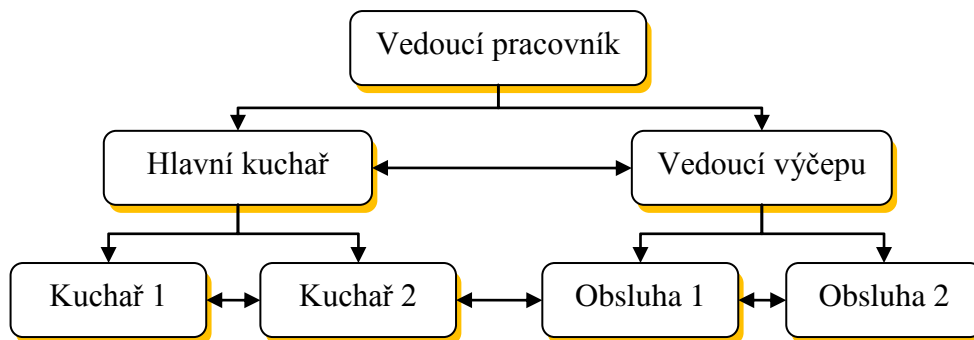 Vedoucí pracovník
Hlavní kuchař
Vedoucí výčepu
Kuchař 1
Kuchař 2
Obsluha 1
Obsluha 2